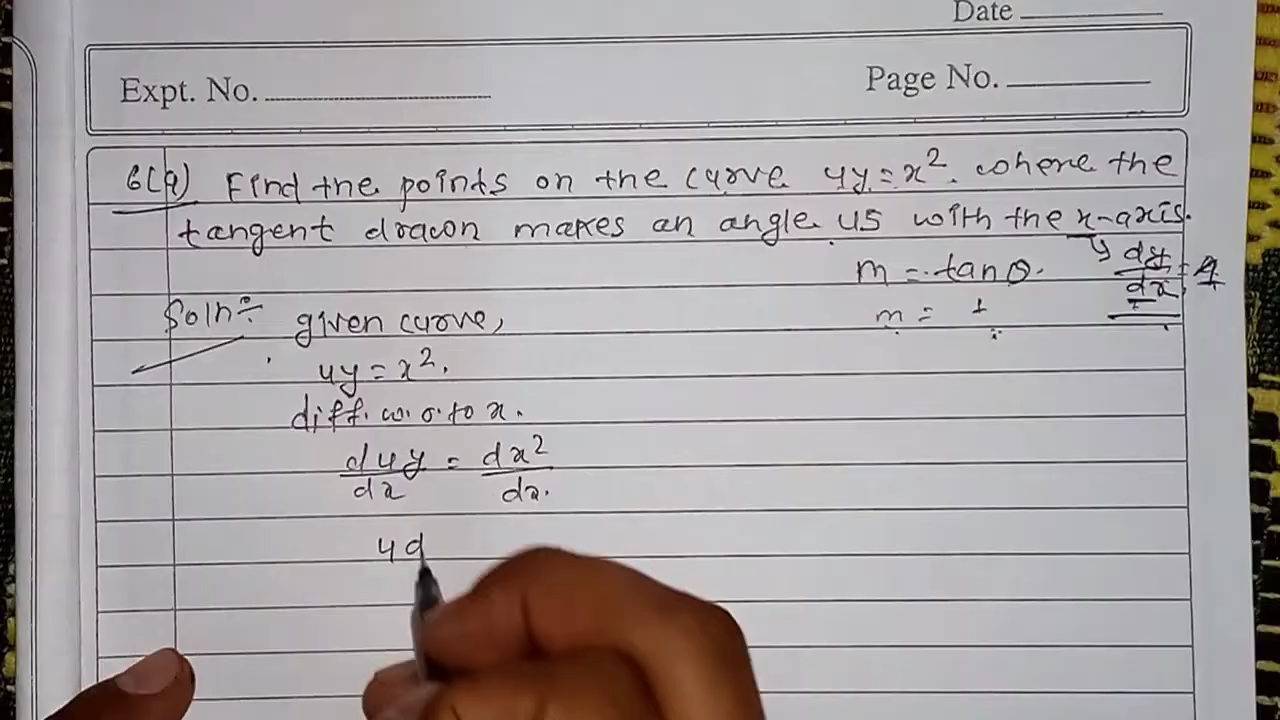 Date
Expt. No.
Page No.
6(a) Find the points on the curve 4y = x². where the
tangent drawn makes an angle 45 with the x-axis.
m = tanθ.
dy/dx
m = 1
Soln ÷
given curve,
4y = x².
diff. w. r. to x.
d4y/dx = dx²/dx.
4d